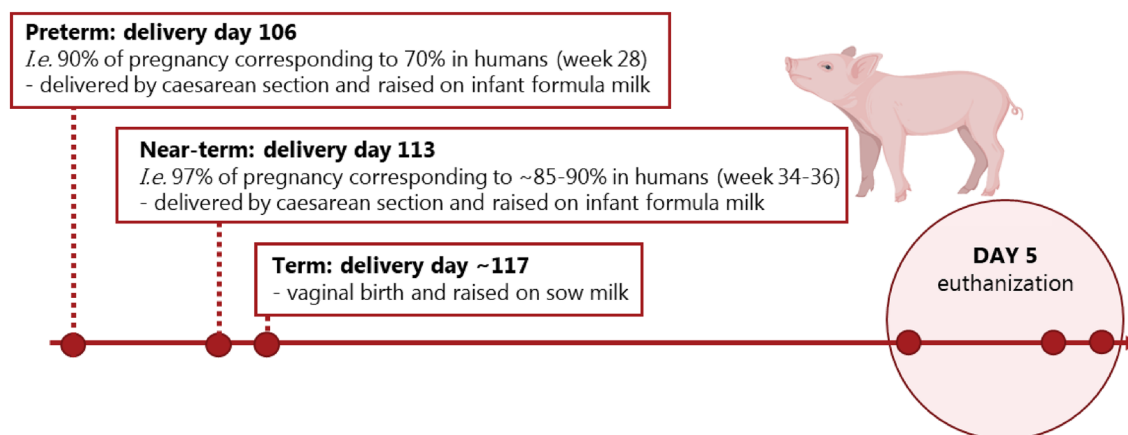 Preterm: delivery day 106
I.e. 90% of pregnancy corresponding to 70% in humans (week 28)
- delivered by caesarean section and raised on infant formula milk
Near-term: delivery day 113
I.e. 97% of pregnancy corresponding to ~85-90% in humans (week 34-36)
- delivered by caesarean section and raised on infant formula milk
Term: delivery day ~117
- vaginal birth and raised on sow milk
DAY 5
euthanization